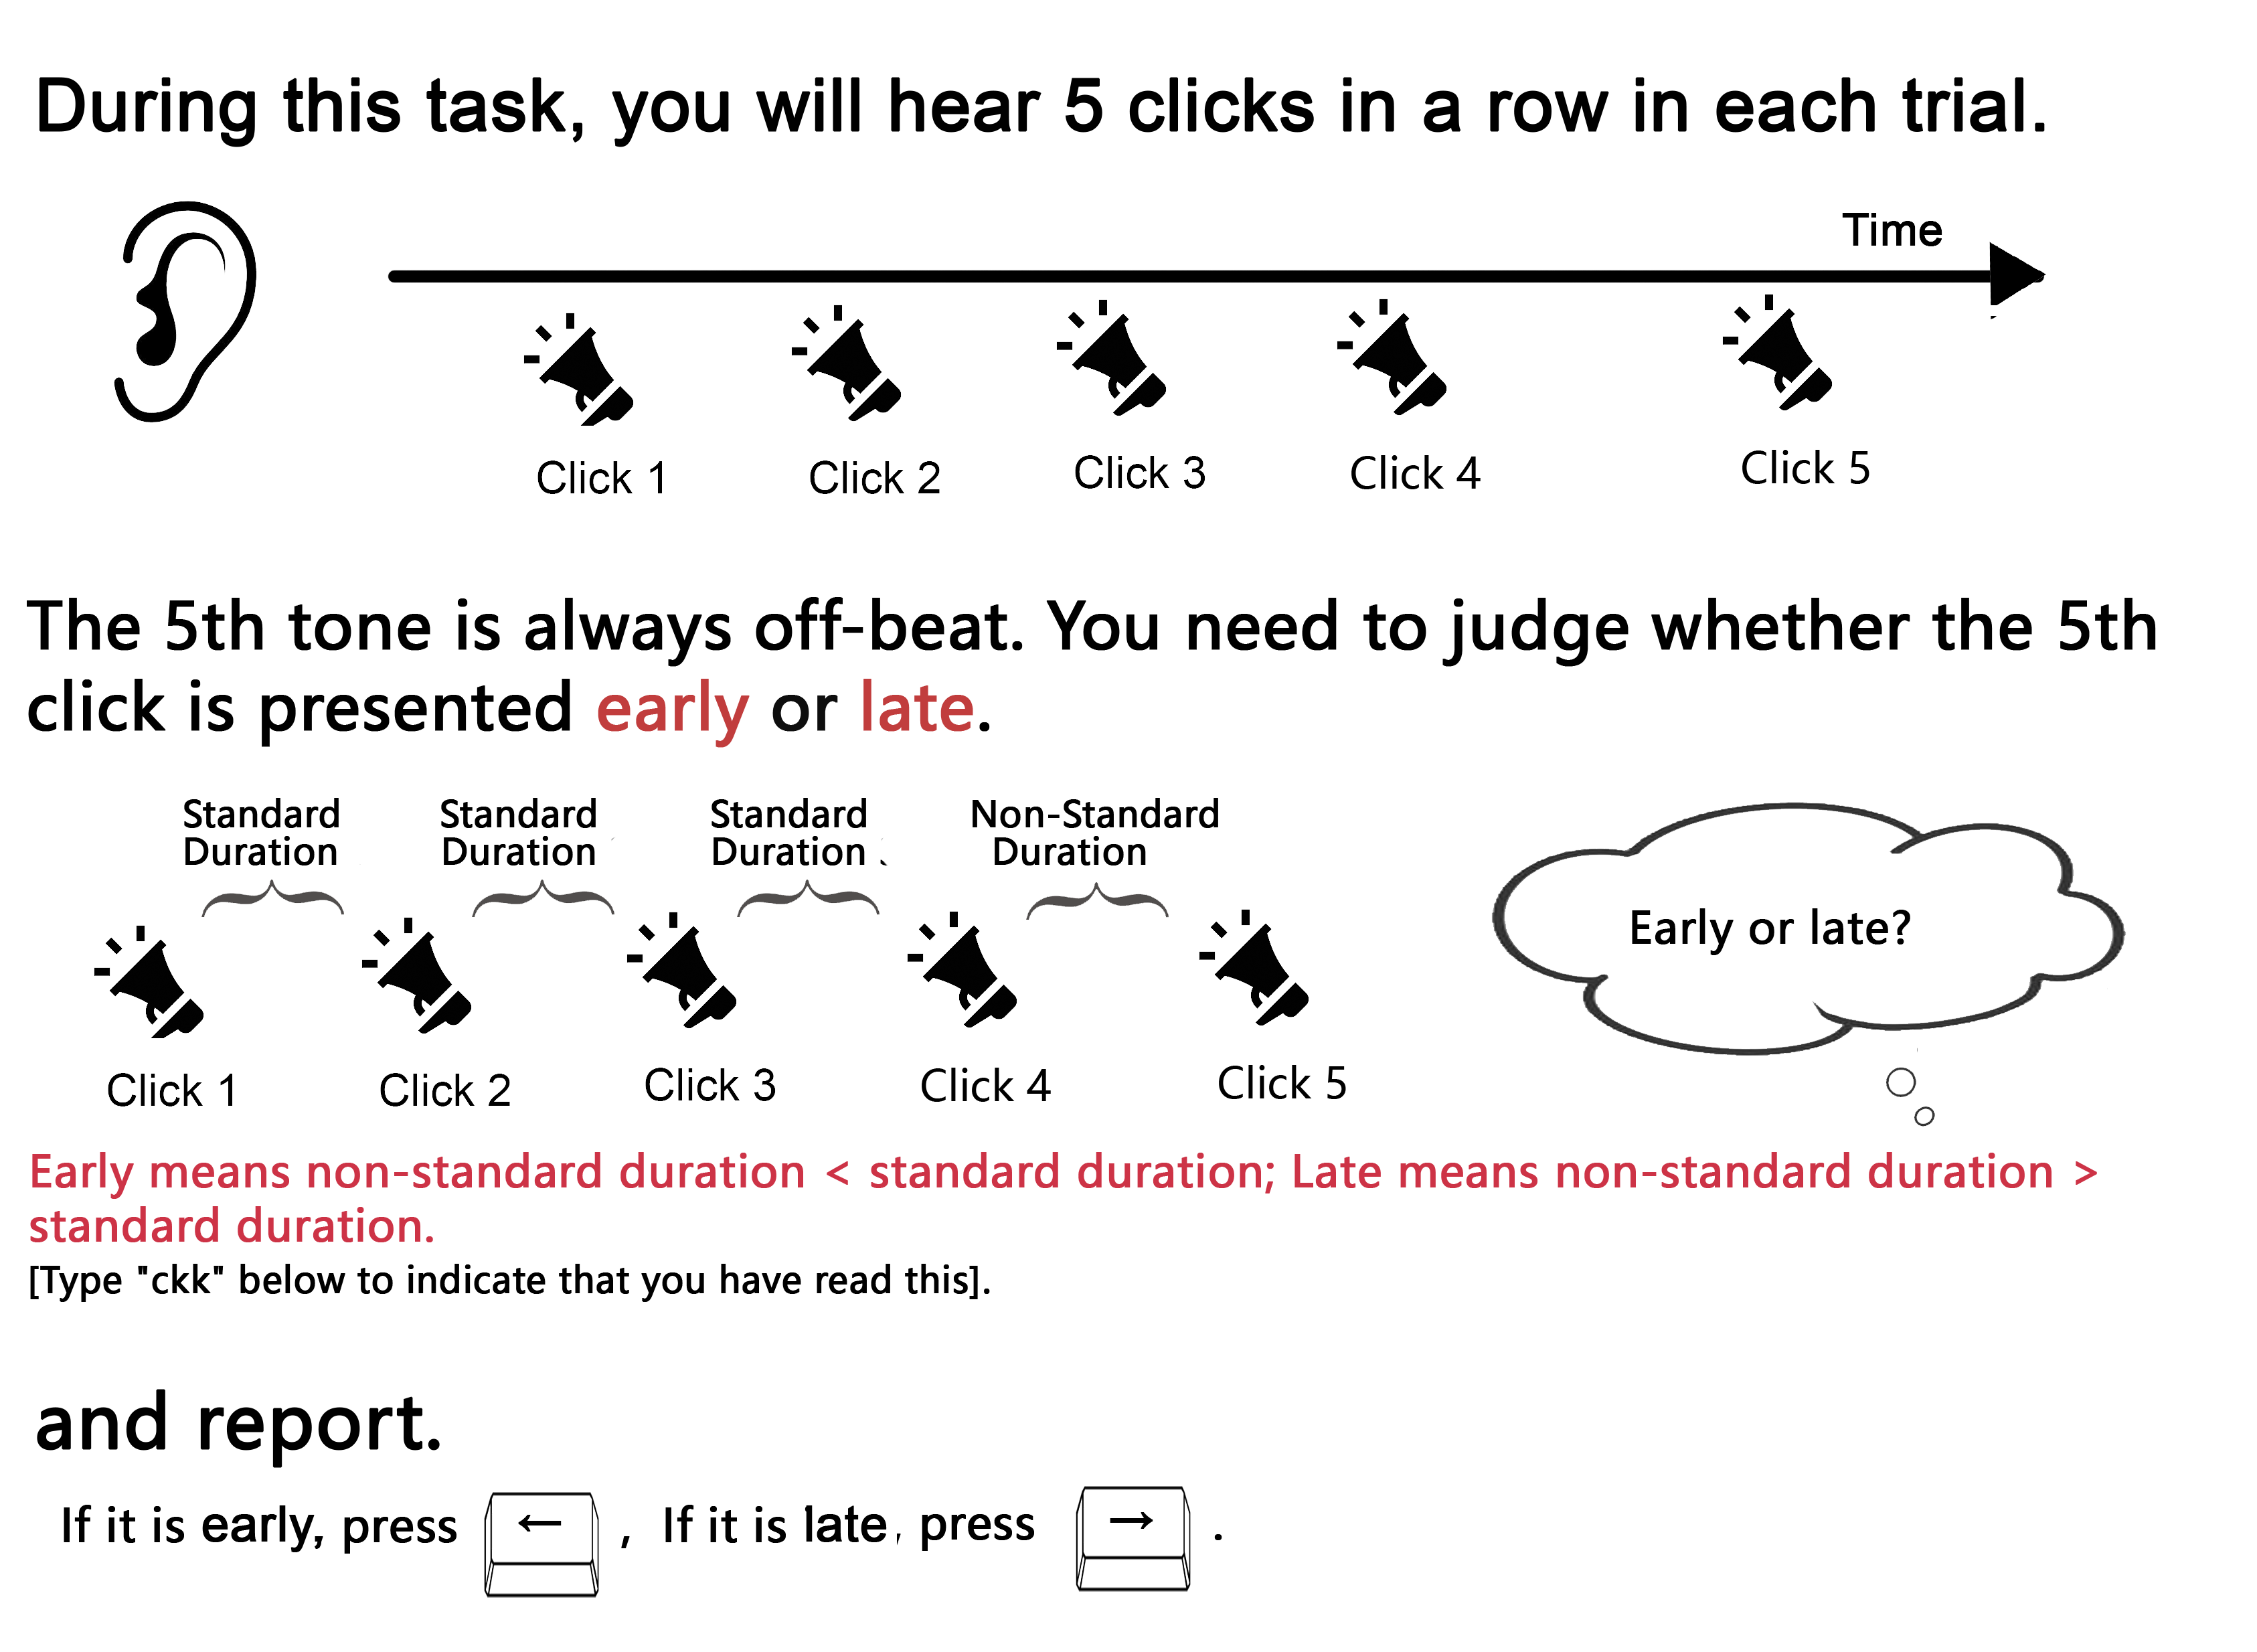 During this task, you will hear 5 clicks in a row in each trial.
Time
Click 1 Click 2 Click 3 Click 4 Click 5
The 5th tone is always off-beat. You need to judge whether the 5th
click is presented early or late.
Standard Standard Standard Non-Standard
Duration Duration Duration Duration
Early or late?
Click 1 Click 2 Click 3 Click 4 Click 5
Early means non-standard duration < standard duration; Late means non-standard duration >
standard duration.
[Type "ckk" below to indicate that you have read this].
and report.
If it is early, press ← , If it is late, press → .